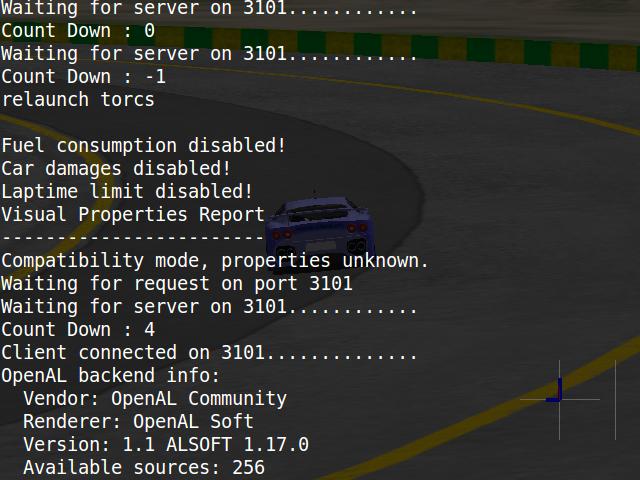 Waiting for server on 3101............
Count Down : 0
Waiting for server on 3101............
Count Down : -1
relaunch torcs
Fuel consumption disabled!
Car damages disabled!
Laptime limit disabled!
Visual Properties Report
------------------------
Compatibility mode, properties unknown.
Waiting for request on port 3101
Waiting for server on 3101............
Count Down : 4
Client connected on 3101..............
OpenAL backend info:
  Vendor: OpenAL Community
  Renderer: OpenAL Soft
  Version: 1.1 ALSOFT 1.17.0
  Available sources: 256